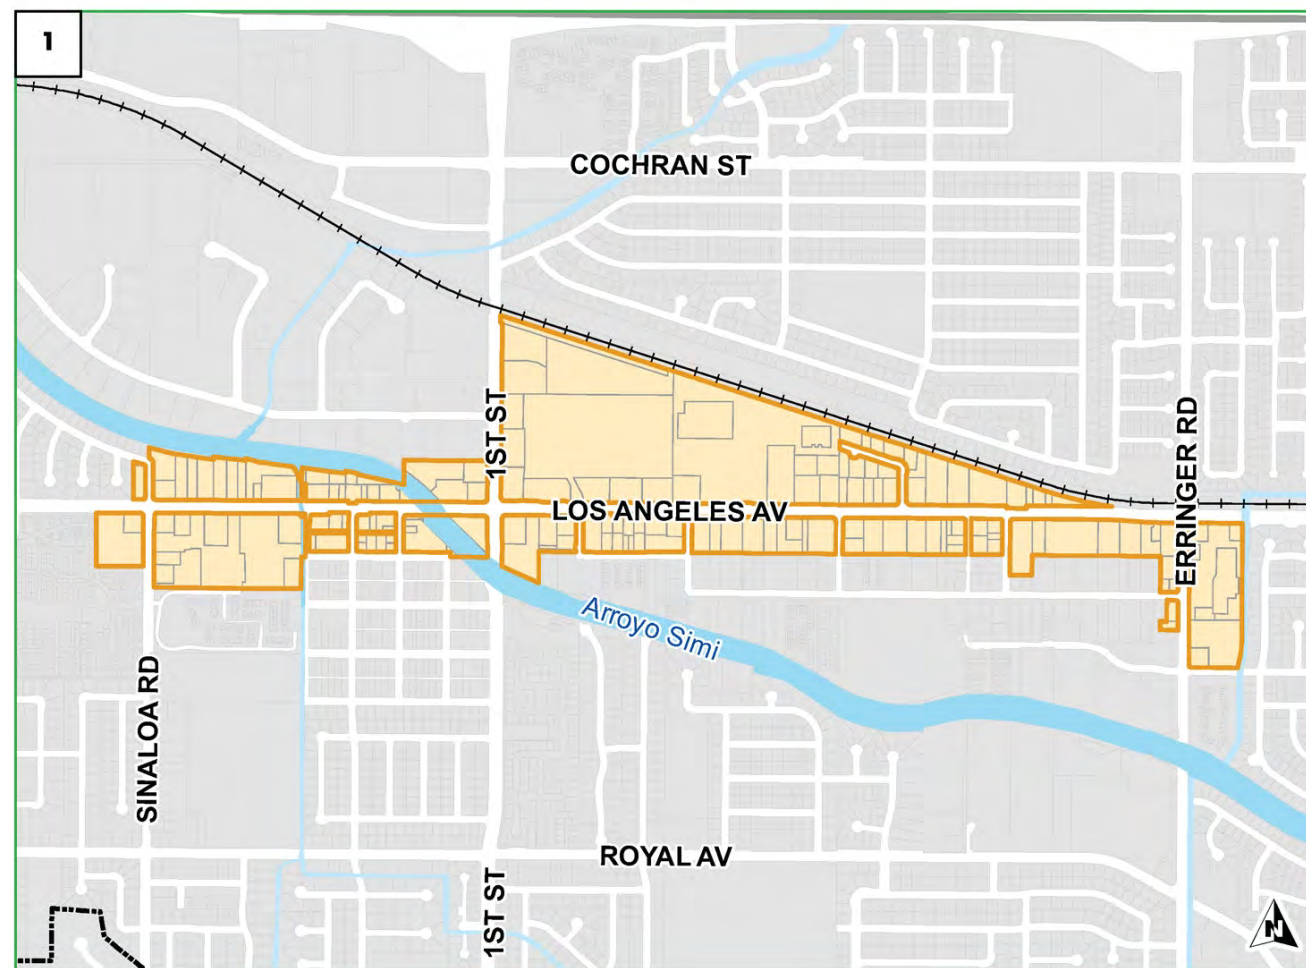 1
COCHRAN ST
1ST ST
ERRINGER RD
LOS ANGELES AV
Arroyo Simi
SINALOA RD
ROYAL AV
1ST ST
N